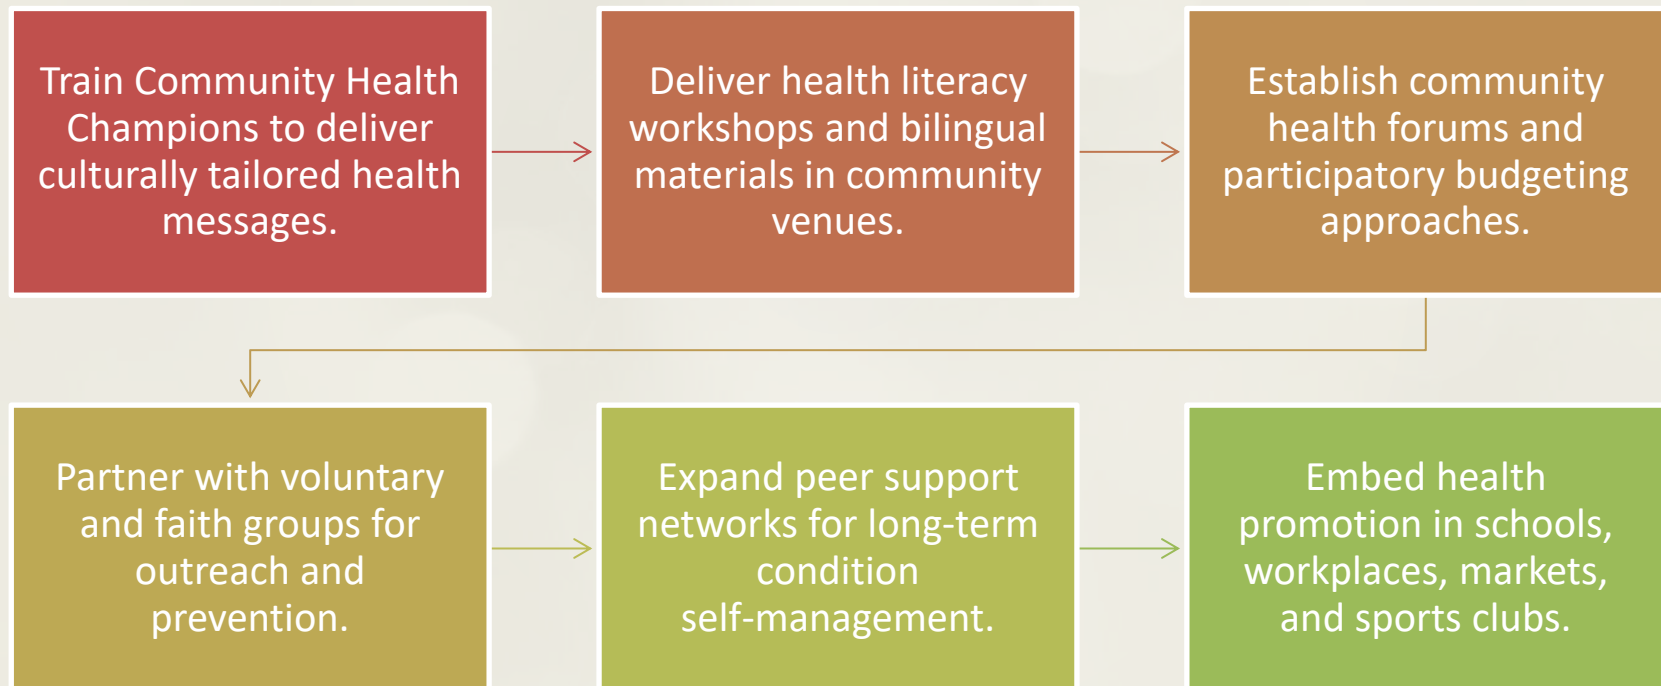 Train Community Health
Champions to deliver
culturally tailored health
messages.
Deliver health literacy
workshops and bilingual
materials in community
venues.
Establish community
health forums and
participatory budgeting
approaches.
Partner with voluntary
and faith groups for
outreach and
prevention.
Expand peer support
networks for long-term
condition
self-management.
Embed health
promotion in schools,
workplaces, markets,
and sports clubs.